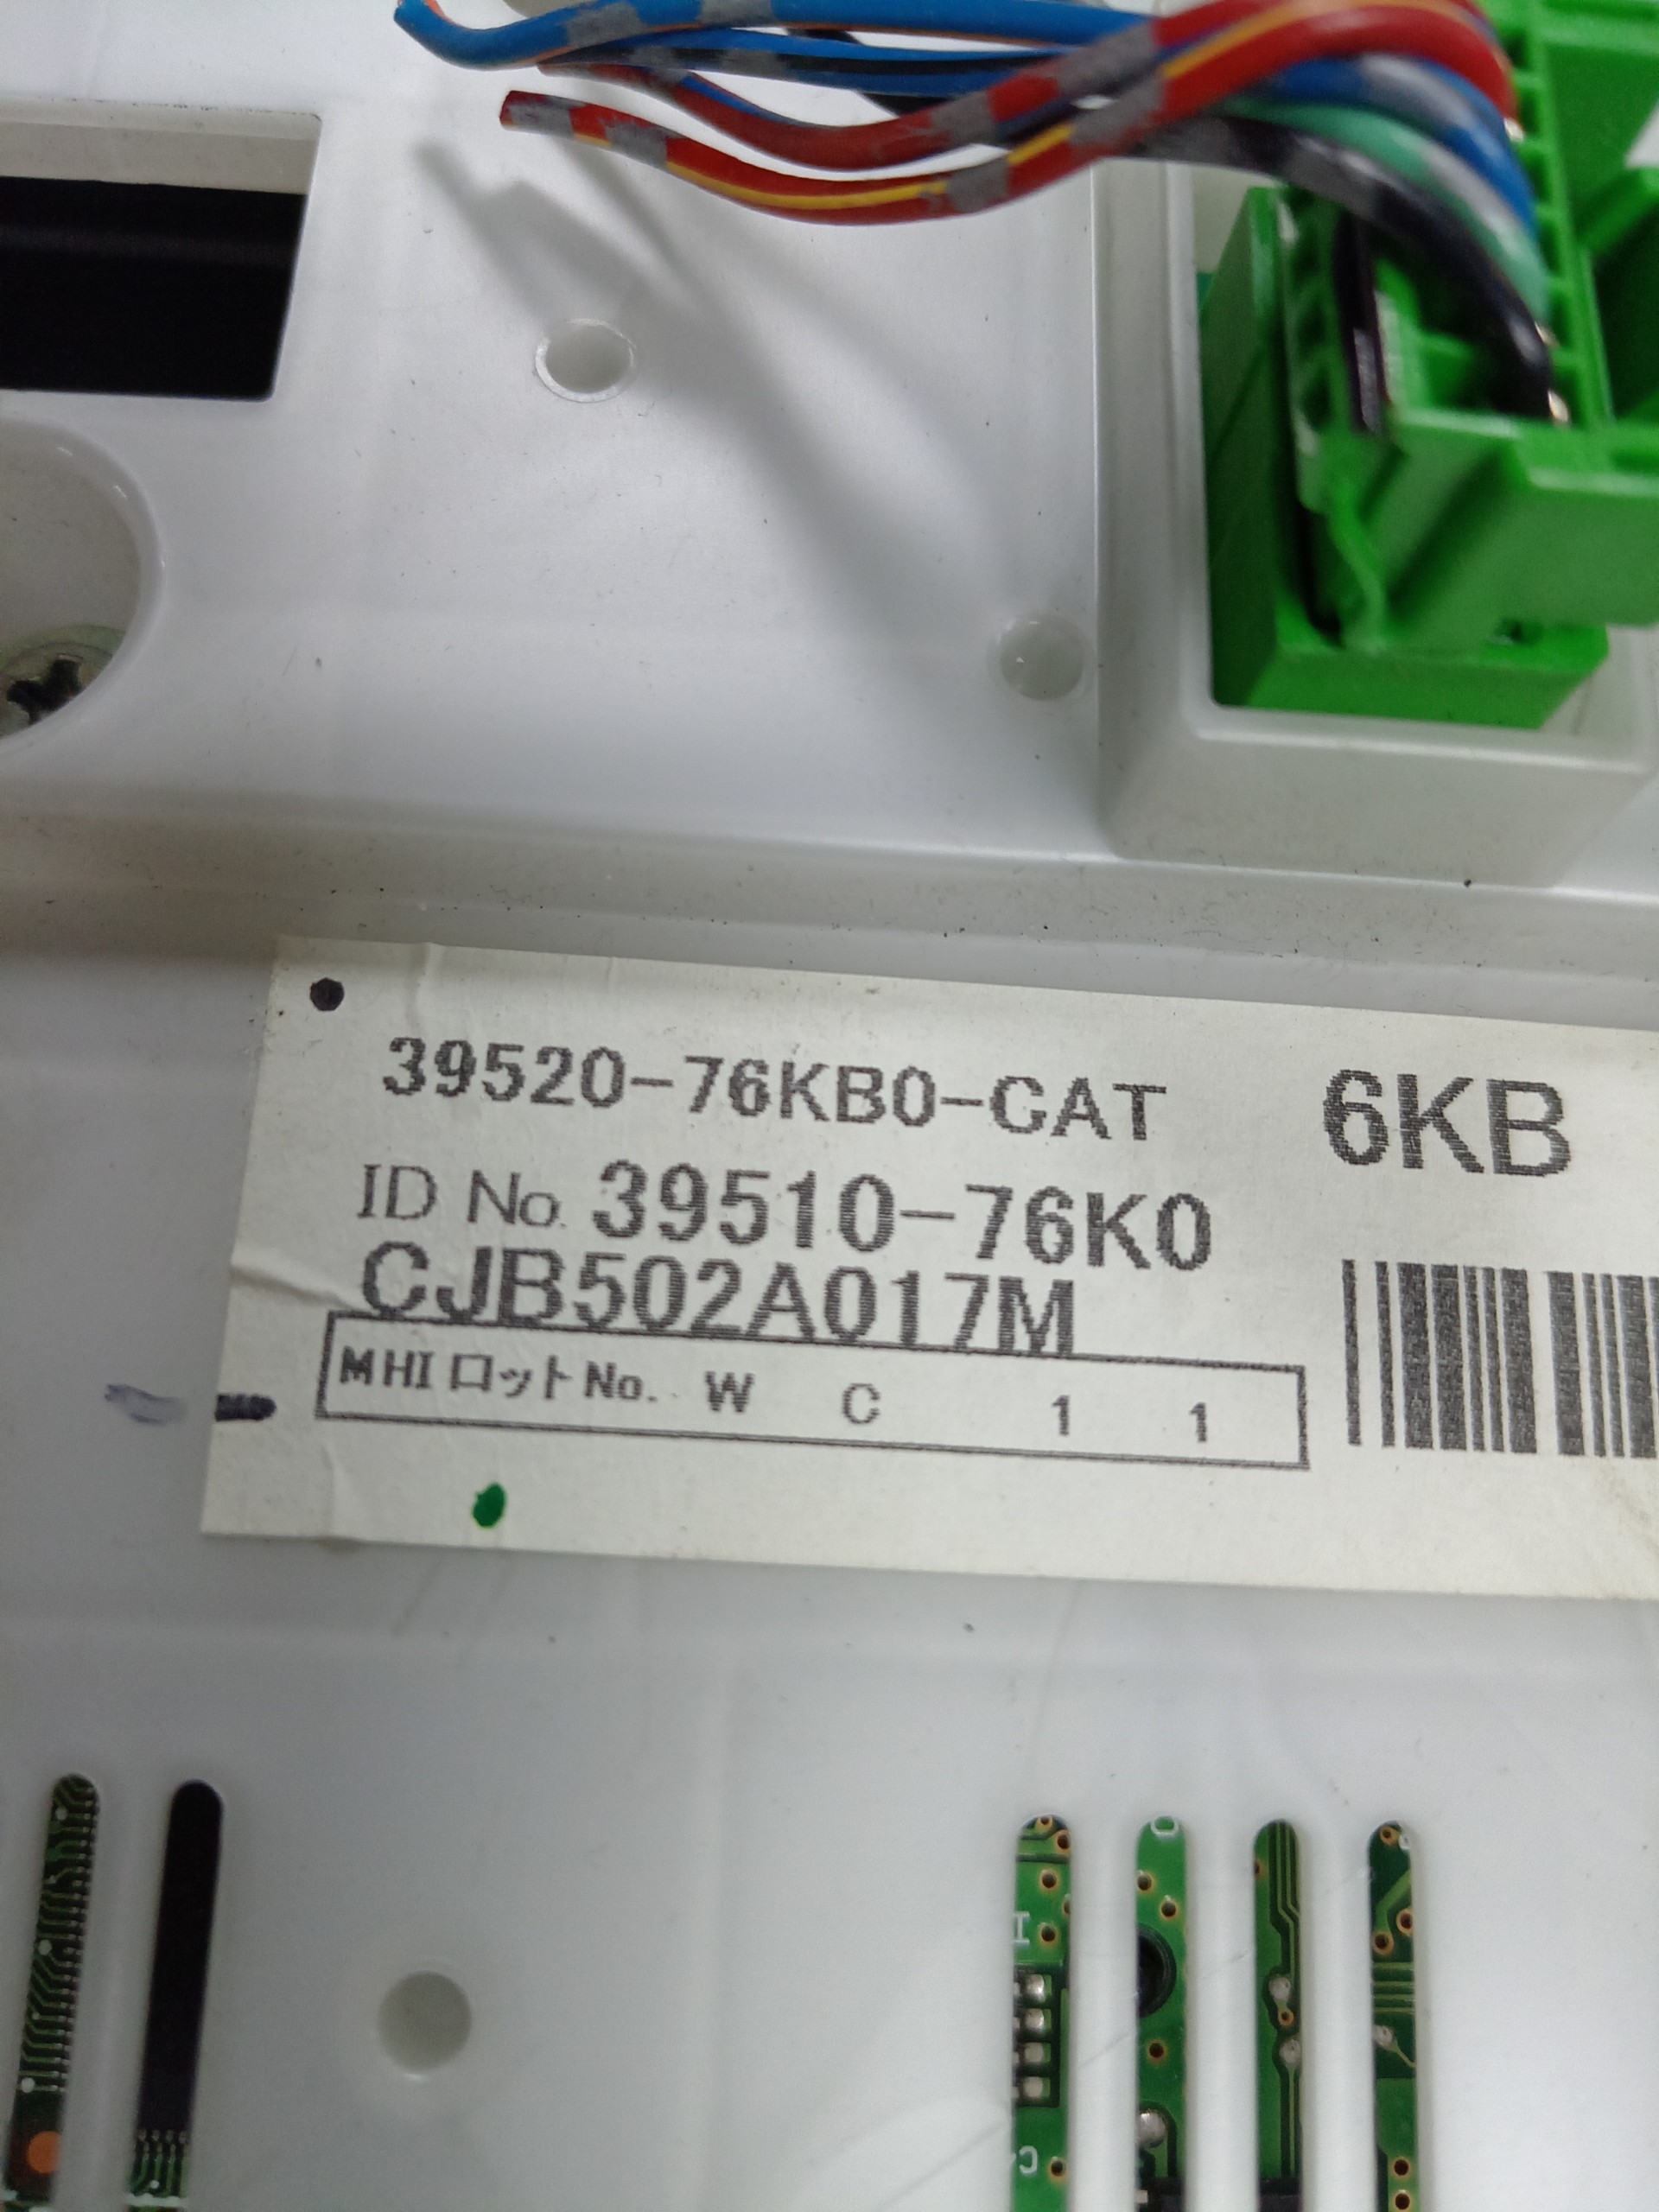 39520-76KB0-CAT 6KB
ID No. 39510-76K0
CJB502A017M
MHIロットNo. W C 1 1